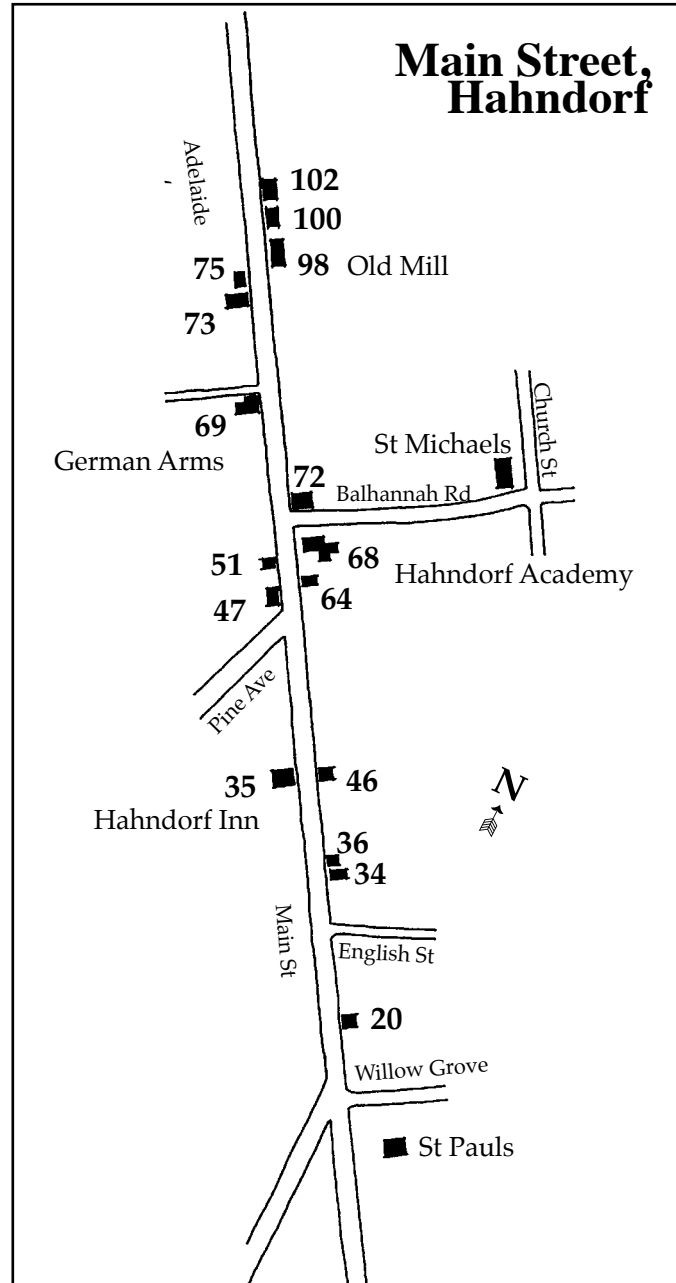 Main Street,
Hahndorf
Adelaide
102
100
98 Old Mill
75
73
69
German Arms
Church St
St Michaels
72
Balhannah Rd
51
68
Hahndorf Academy
47
64
Pine Ave
35
46
Hahndorf Inn
N
36
34
Main St
English St
20
Willow Grove
St Pauls